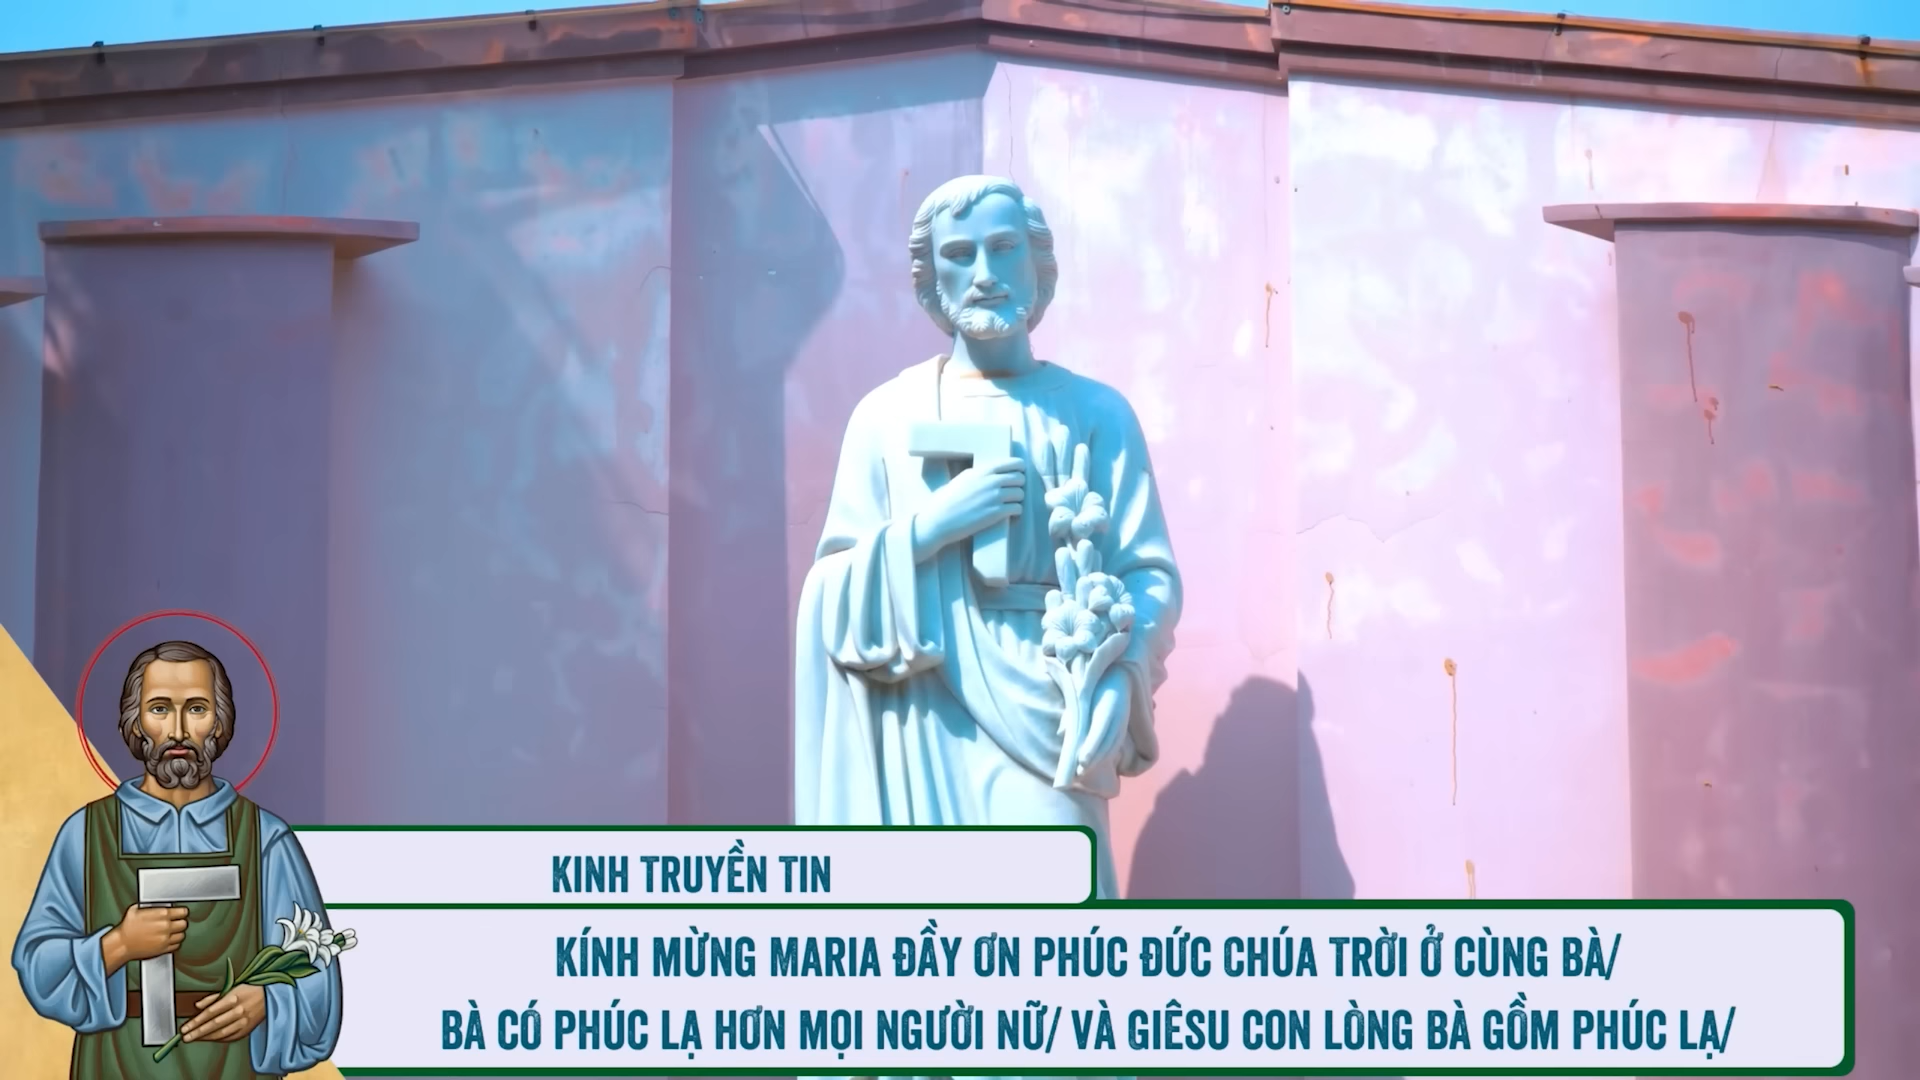 KINH TRUYỀN TIN
KÍNH MỪNG MARIA ĐẦY ƠN PHÚC ĐỨC CHÚA TRỜI Ở CÙNG BÀ/
BÀ CÓ PHÚC LẠ HƠN MỌI NGƯỜI NỮ/ VÀ GIÊSU CON LÒNG BÀ GỒM PHÚC LẠ/